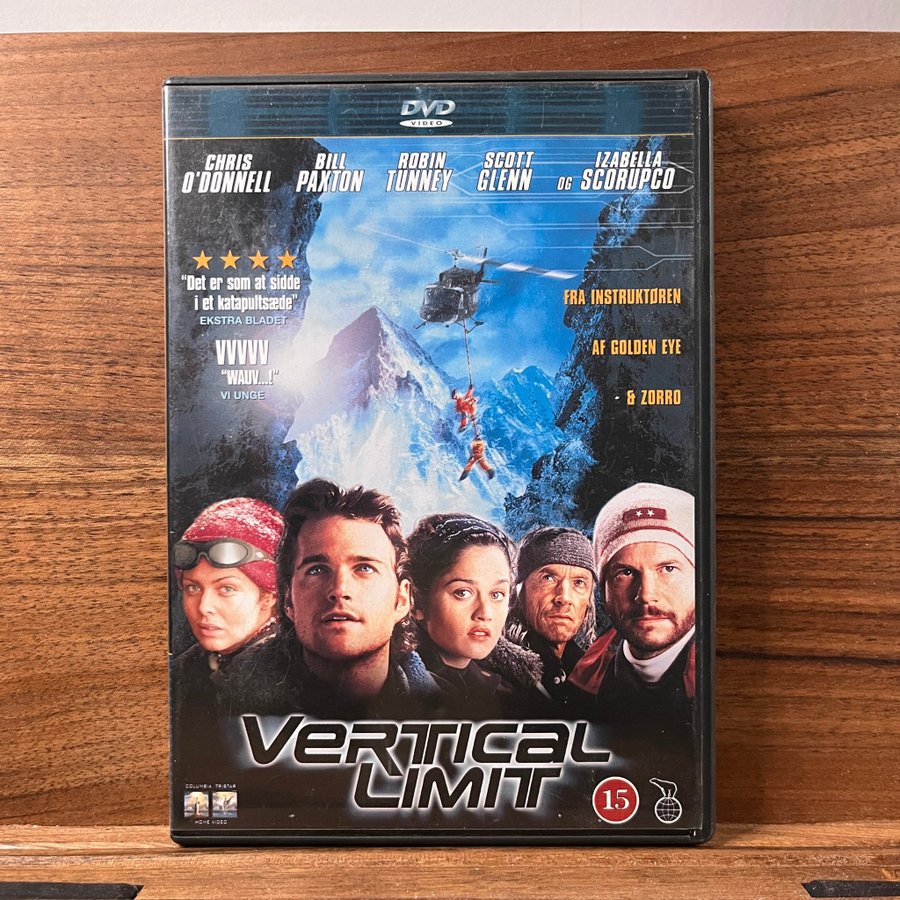 DVD
VIDEO
CHRIS
O'DONNELL
BILL
PAXTON
ROBIN
TUNNEY
SCOTT
GLENN
IZABELLA
OG SCORUPCO
"Det er som at sidde
i et katapultsæde"
EKSTRA BLADET
VVVVV
"WAUV...!"
VI UNGE
FRA INSTRUKTØREN
AF GOLDEN EYE
& ZORRO
VERTICAL
LIMIT
COLUMBIA TRISTAR
HOME VIDEO
15